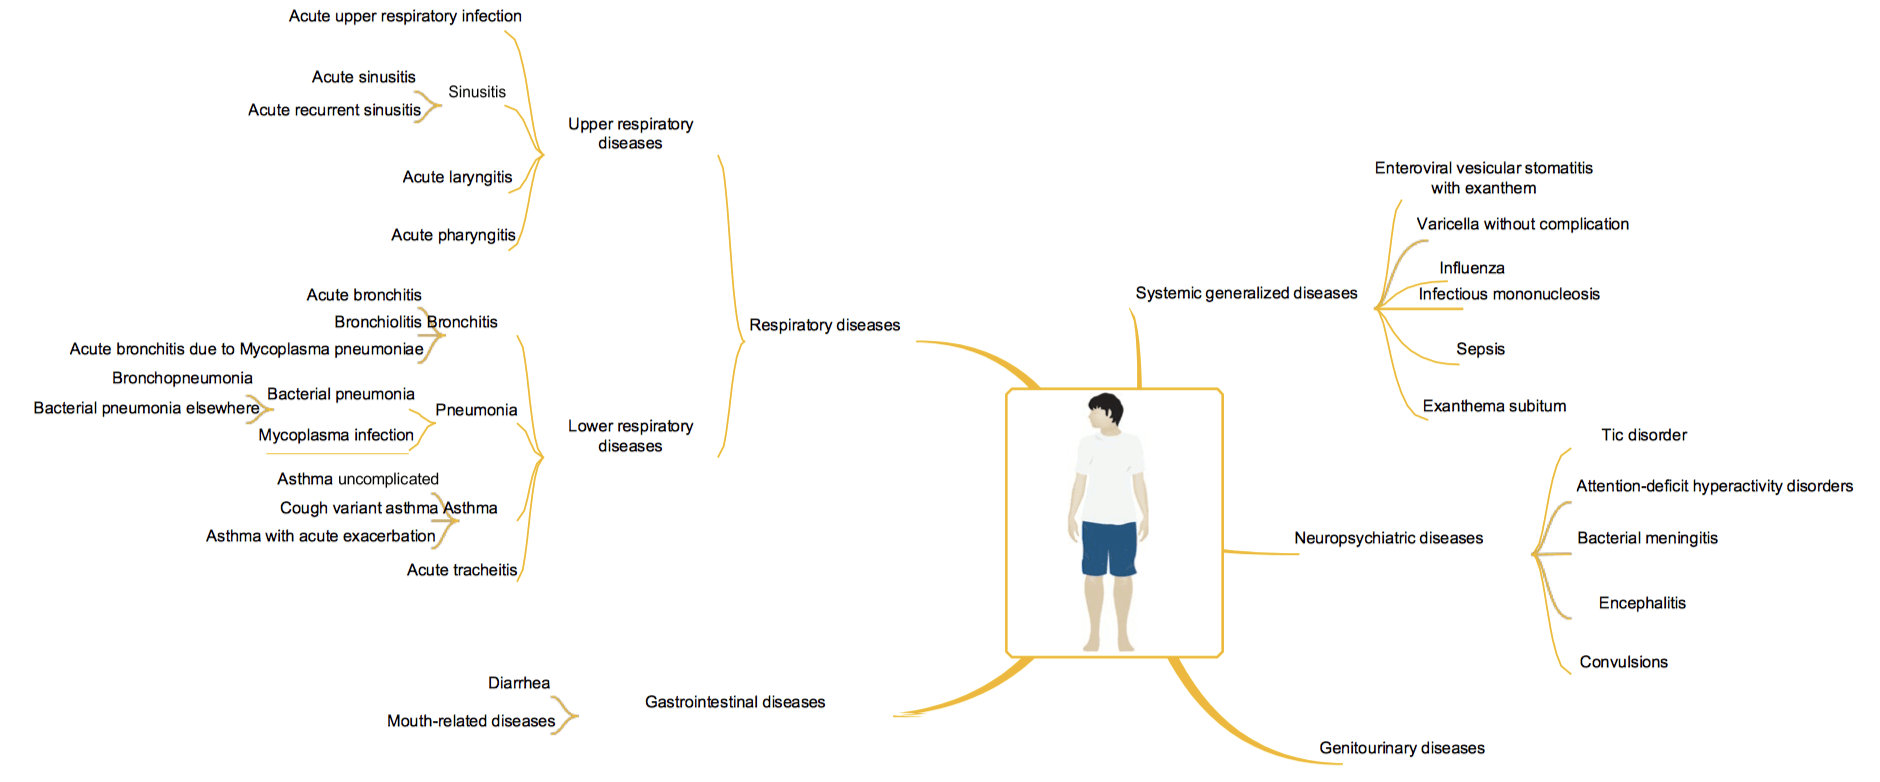 Acute upper respiratory infection
Acute sinusitis
Sinusitis
Acute recurrent sinusitis
Upper respiratory
diseases
Acute laryngitis
Acute pharyngitis
Acute bronchitis
Bronchiolitis Bronchitis
Acute bronchitis due to Mycoplasma pneumoniae
Bronchopneumonia
Bacterial pneumonia
Bacterial pneumonia elsewhere
Pneumonia
Mycoplasma infection
Lower respiratory
diseases
Asthma uncomplicated
Cough variant asthma Asthma
Asthma with acute exacerbation
Acute tracheitis
Respiratory diseases
Diarrhea
Mouth-related diseases
Gastrointestinal diseases
Enteroviral vesicular stomatitis
with exanthem
Varicella without complication
Influenza
Systemic generalized diseases
Infectious mononucleosis
Sepsis
Exanthema subitum
Tic disorder
Attention-deficit hyperactivity disorders
Neuropsychiatric diseases
Bacterial meningitis
Encephalitis
Convulsions
Genitourinary diseases